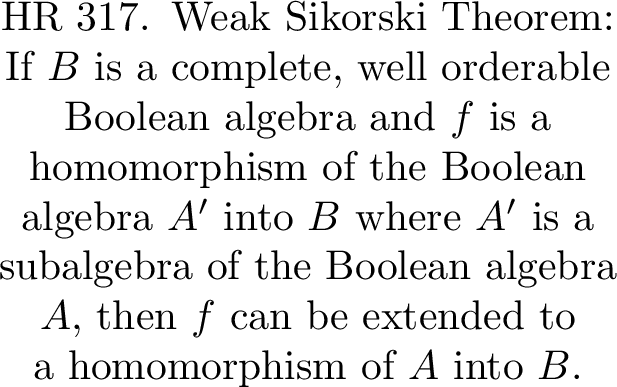 HR 317. Weak Sikorski Theorem:
If B is a complete, well orderable
Boolean algebra and f is a
homomorphism of the Boolean
algebra A′ into B where A′ is a
subalgebra of the Boolean algebra
A, then f can be extended to
a homomorphism of A into B.